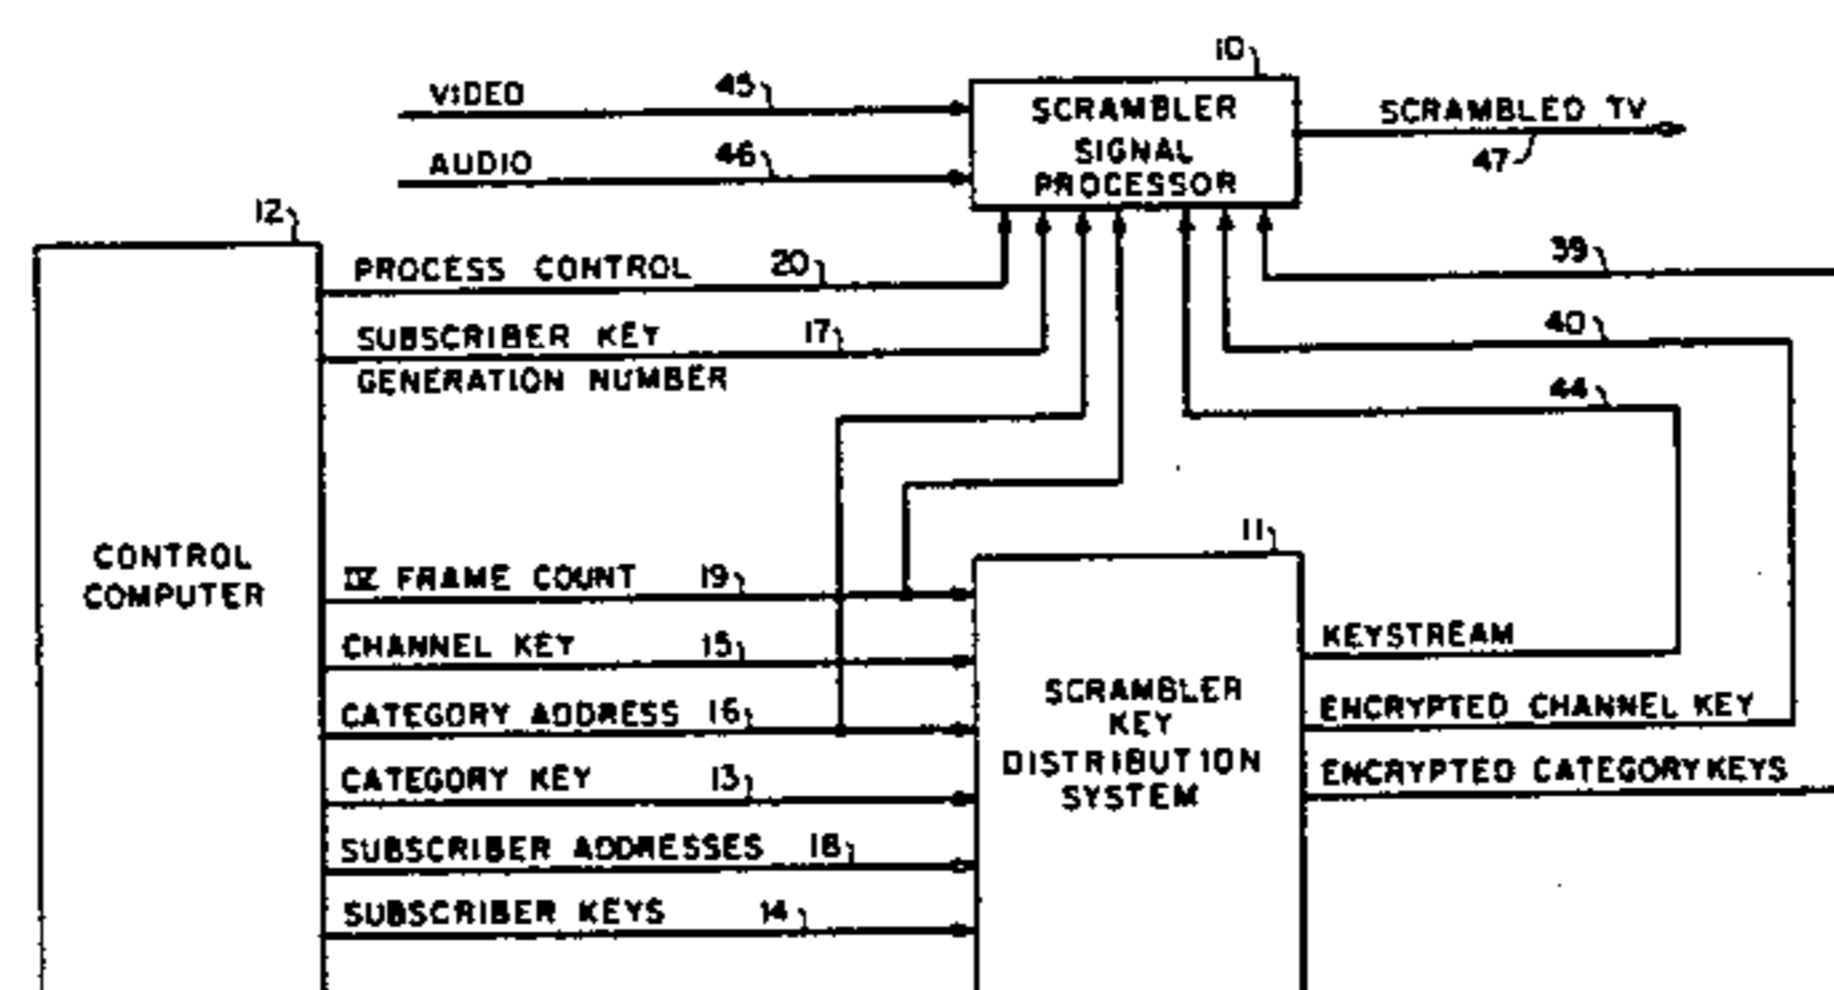 10
VIDEO 45
SCRAMBLER
SIGNAL
PROCESSOR
SCRAMBLED TV
47
AUDIO 46
12
PROCESS CONTROL 20
39
SUBSCRIBER KEY 17
GENERATION NUMBER
40
44
CONTROL
COMPUTER
11
IV FRAME COUNT 19
CHANNEL KEY 15
CATEGORY ADDRESS 16
CATEGORY KEY 13
SUBSCRIBER ADDRESSES 18
SUBSCRIBER KEYS 14
SCRAMBLER
KEY
DISTRIBUTION
SYSTEM
KEYSTREAM
ENCRYPTED CHANNEL KEY
ENCRYPTED CATEGORY KEYS